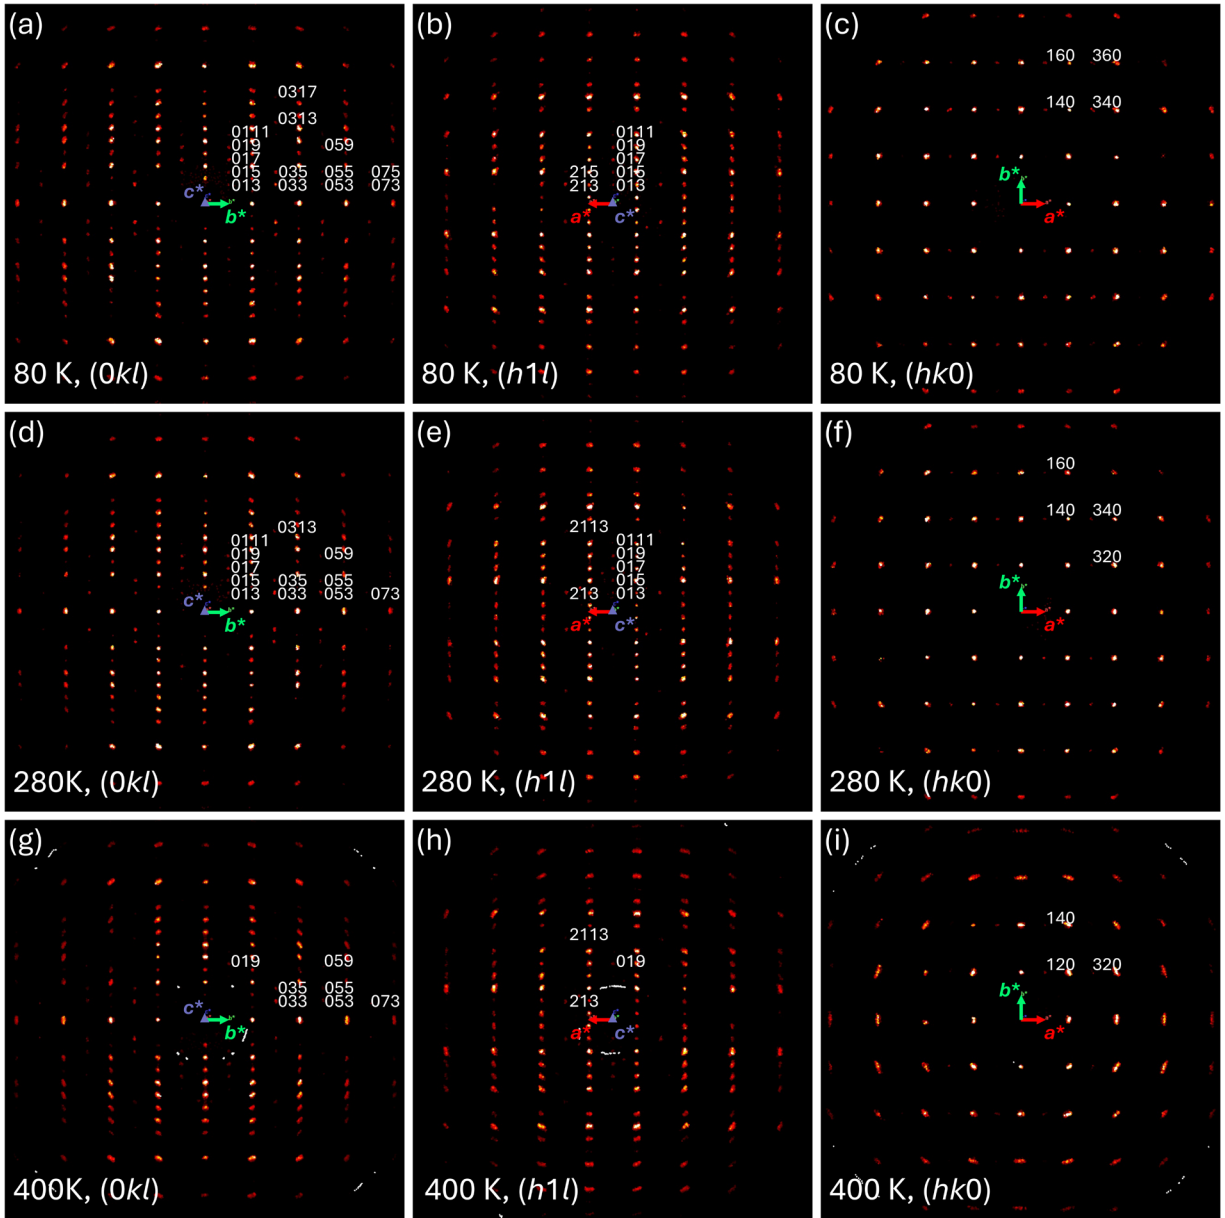 (a)
0317
0313
0111
019 059
017
015 035 055 075
013 033 053 073
c*
b*
80 K, (0kl)
(b)
0111
019
017
215 015
213 013
a* c*
80 K, (h1l)
(c)
160 360
140 340
b*
a*
80 K, (hk0)
(d)
0313
0111
019 059
017
015 035 055
013 033 053 073
c*
b*
280K, (0kl)
(e)
2113
0111
019
017
015
213 013
a* c*
280 K, (h1l)
(f)
160
140 340
320
b*
a*
280 K, (hk0)
(g)
019 059
035 055
033 053 073
c*
b*
400K, (0kl)
(h)
2113
019
213
a* c*
400 K, (h1l)
(i)
140
120 320
b*
a*
400 K, (hk0)